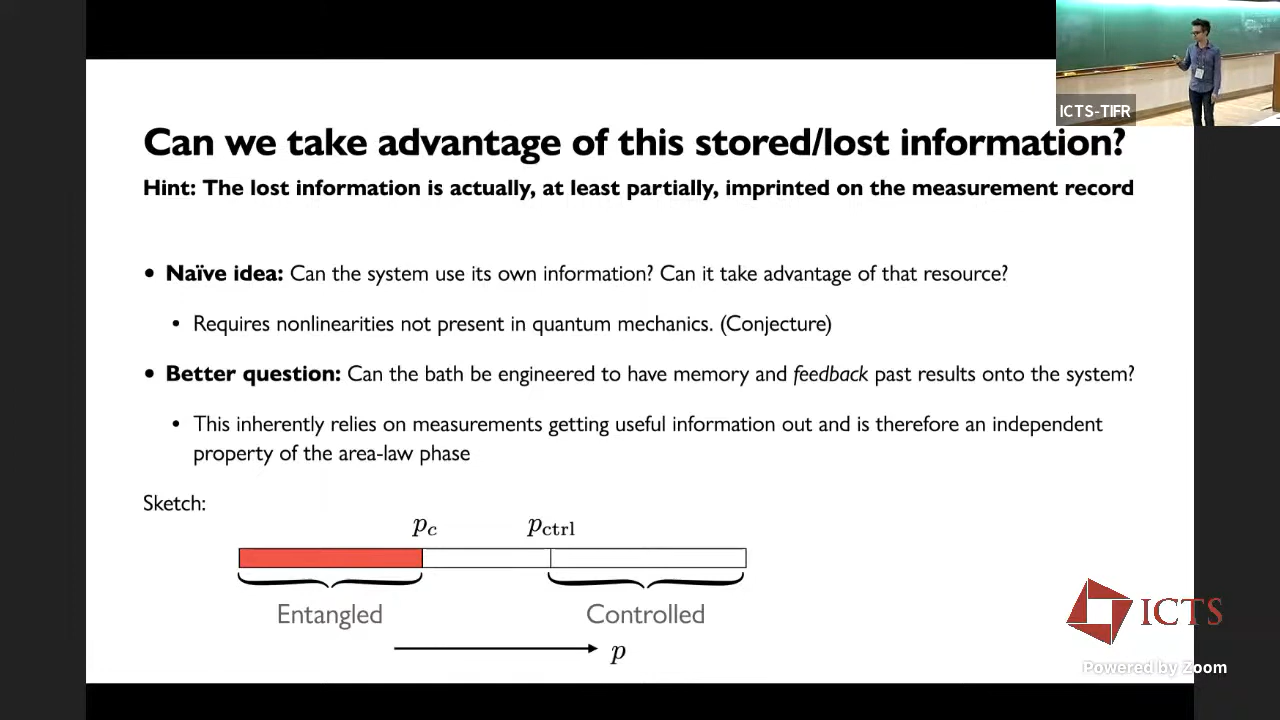 ICTS-TIFR
Can we take advantage of this stored/lost information?
Hint: The lost information is actually, at least partially, imprinted on the measurement record
• Naïve idea: Can the system use its own information? Can it take advantage of that resource?
• Requires nonlinearities not present in quantum mechanics. (Conjecture)
• Better question: Can the bath be engineered to have memory and feedback past results onto the system?
• This inherently relies on measurements getting useful information out and is therefore an independent
property of the area-law phase
Sketch:
p_c p_ctrl
Entangled Controlled
p
ICTS
Powered by Zoom